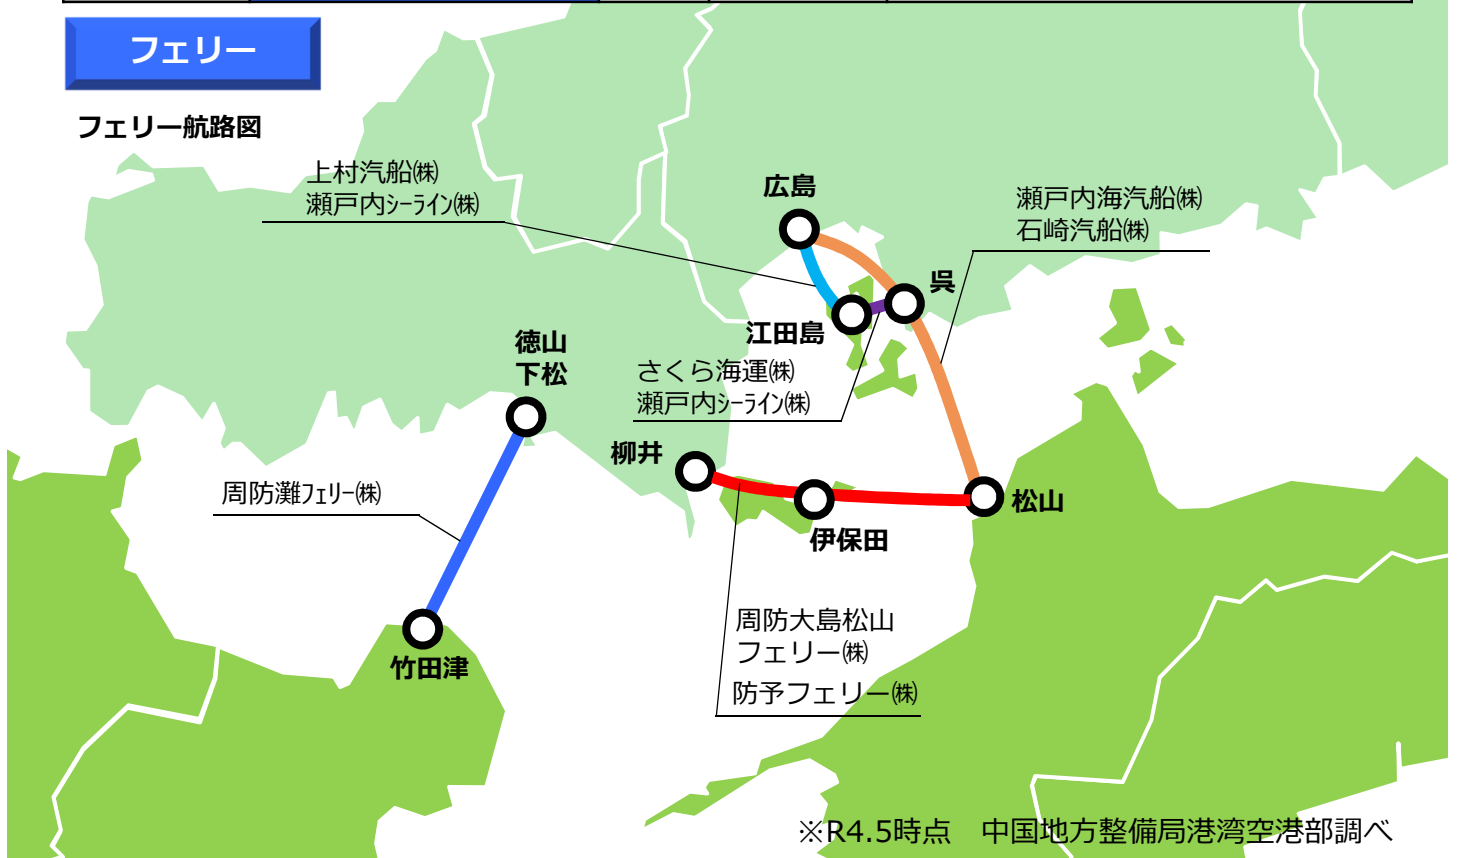 フェリー
フェリー航路図
上村汽船㈱
瀬戸内ｼｰﾗｲﾝ㈱
広島
瀬戸内海汽船㈱
石崎汽船㈱
呉
江田島
徳山
下松
さくら海運㈱
瀬戸内ｼｰﾗｲﾝ㈱
柳井
周防灘ﾌｪﾘｰ㈱
松山
伊保田
周防大島松山
フェリー㈱
防予フェリー㈱
竹田津
※R4.5時点　中国地方整備局港湾空港部調べ